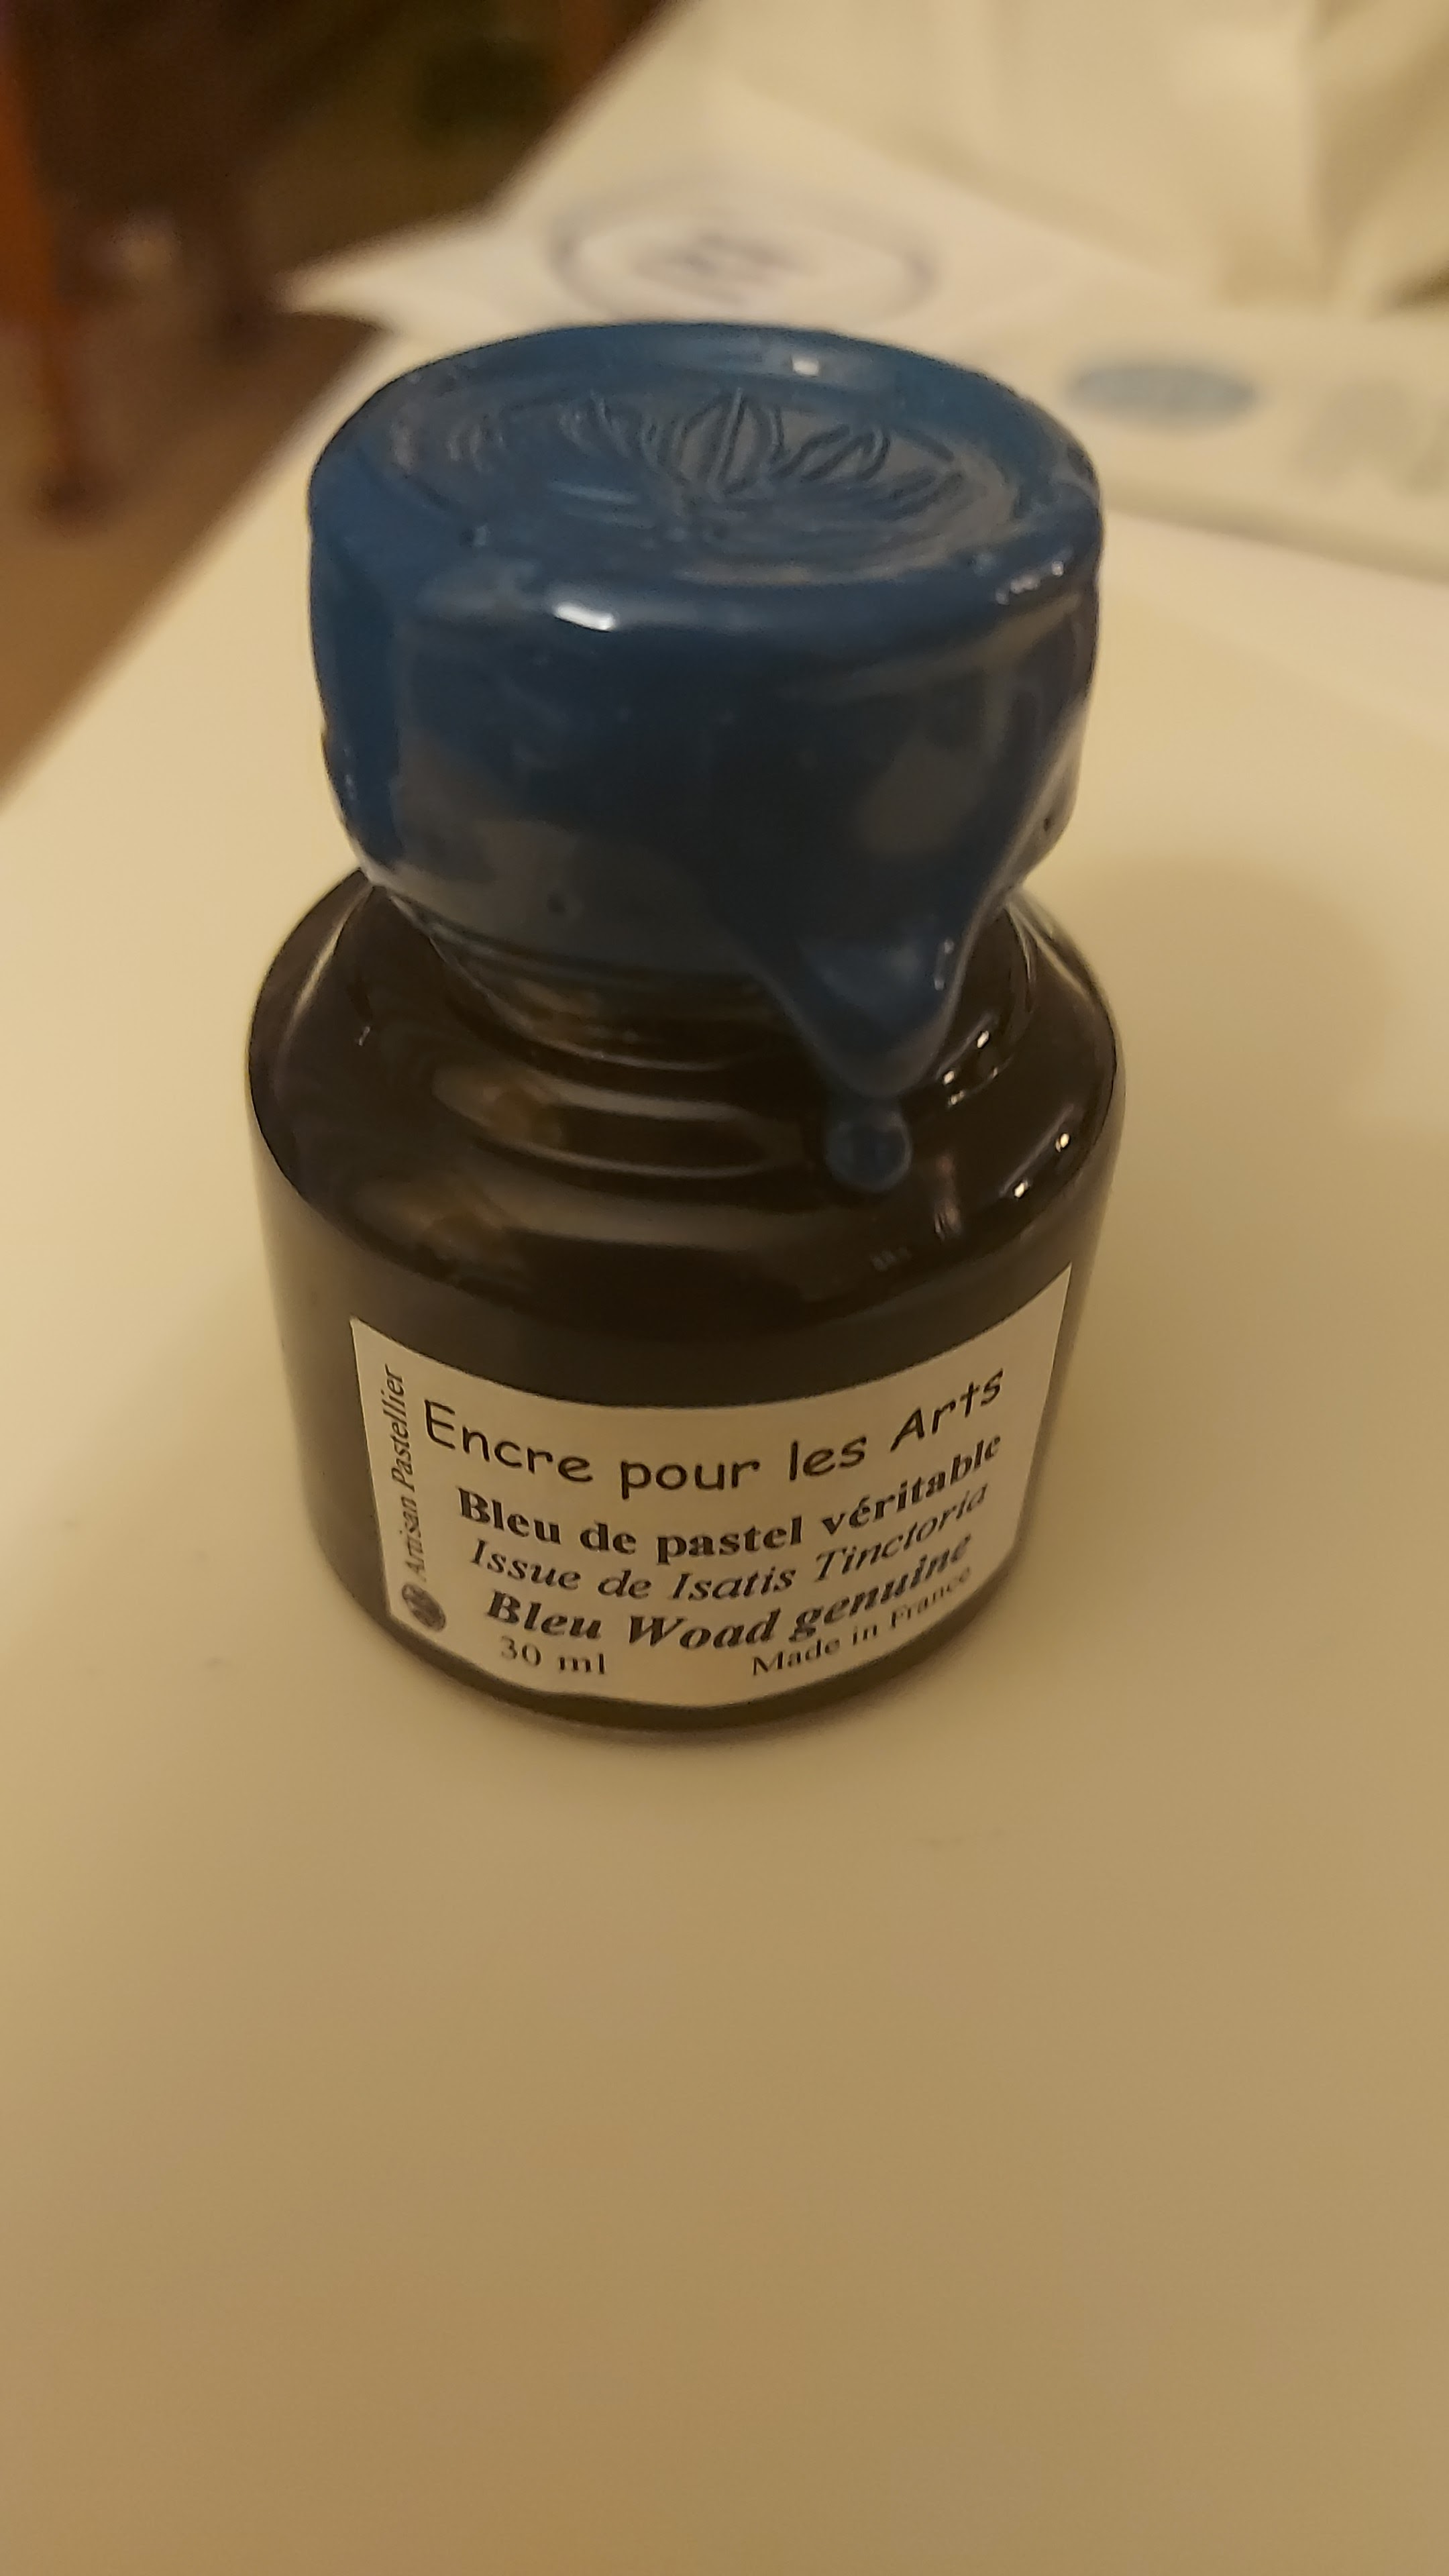 Artisan Pastellier
Encre pour les Arts
Bleu de pastel véritable
Issue de Isatis Tinctoria
Bleu Woad genuine
30 ml
Made in France